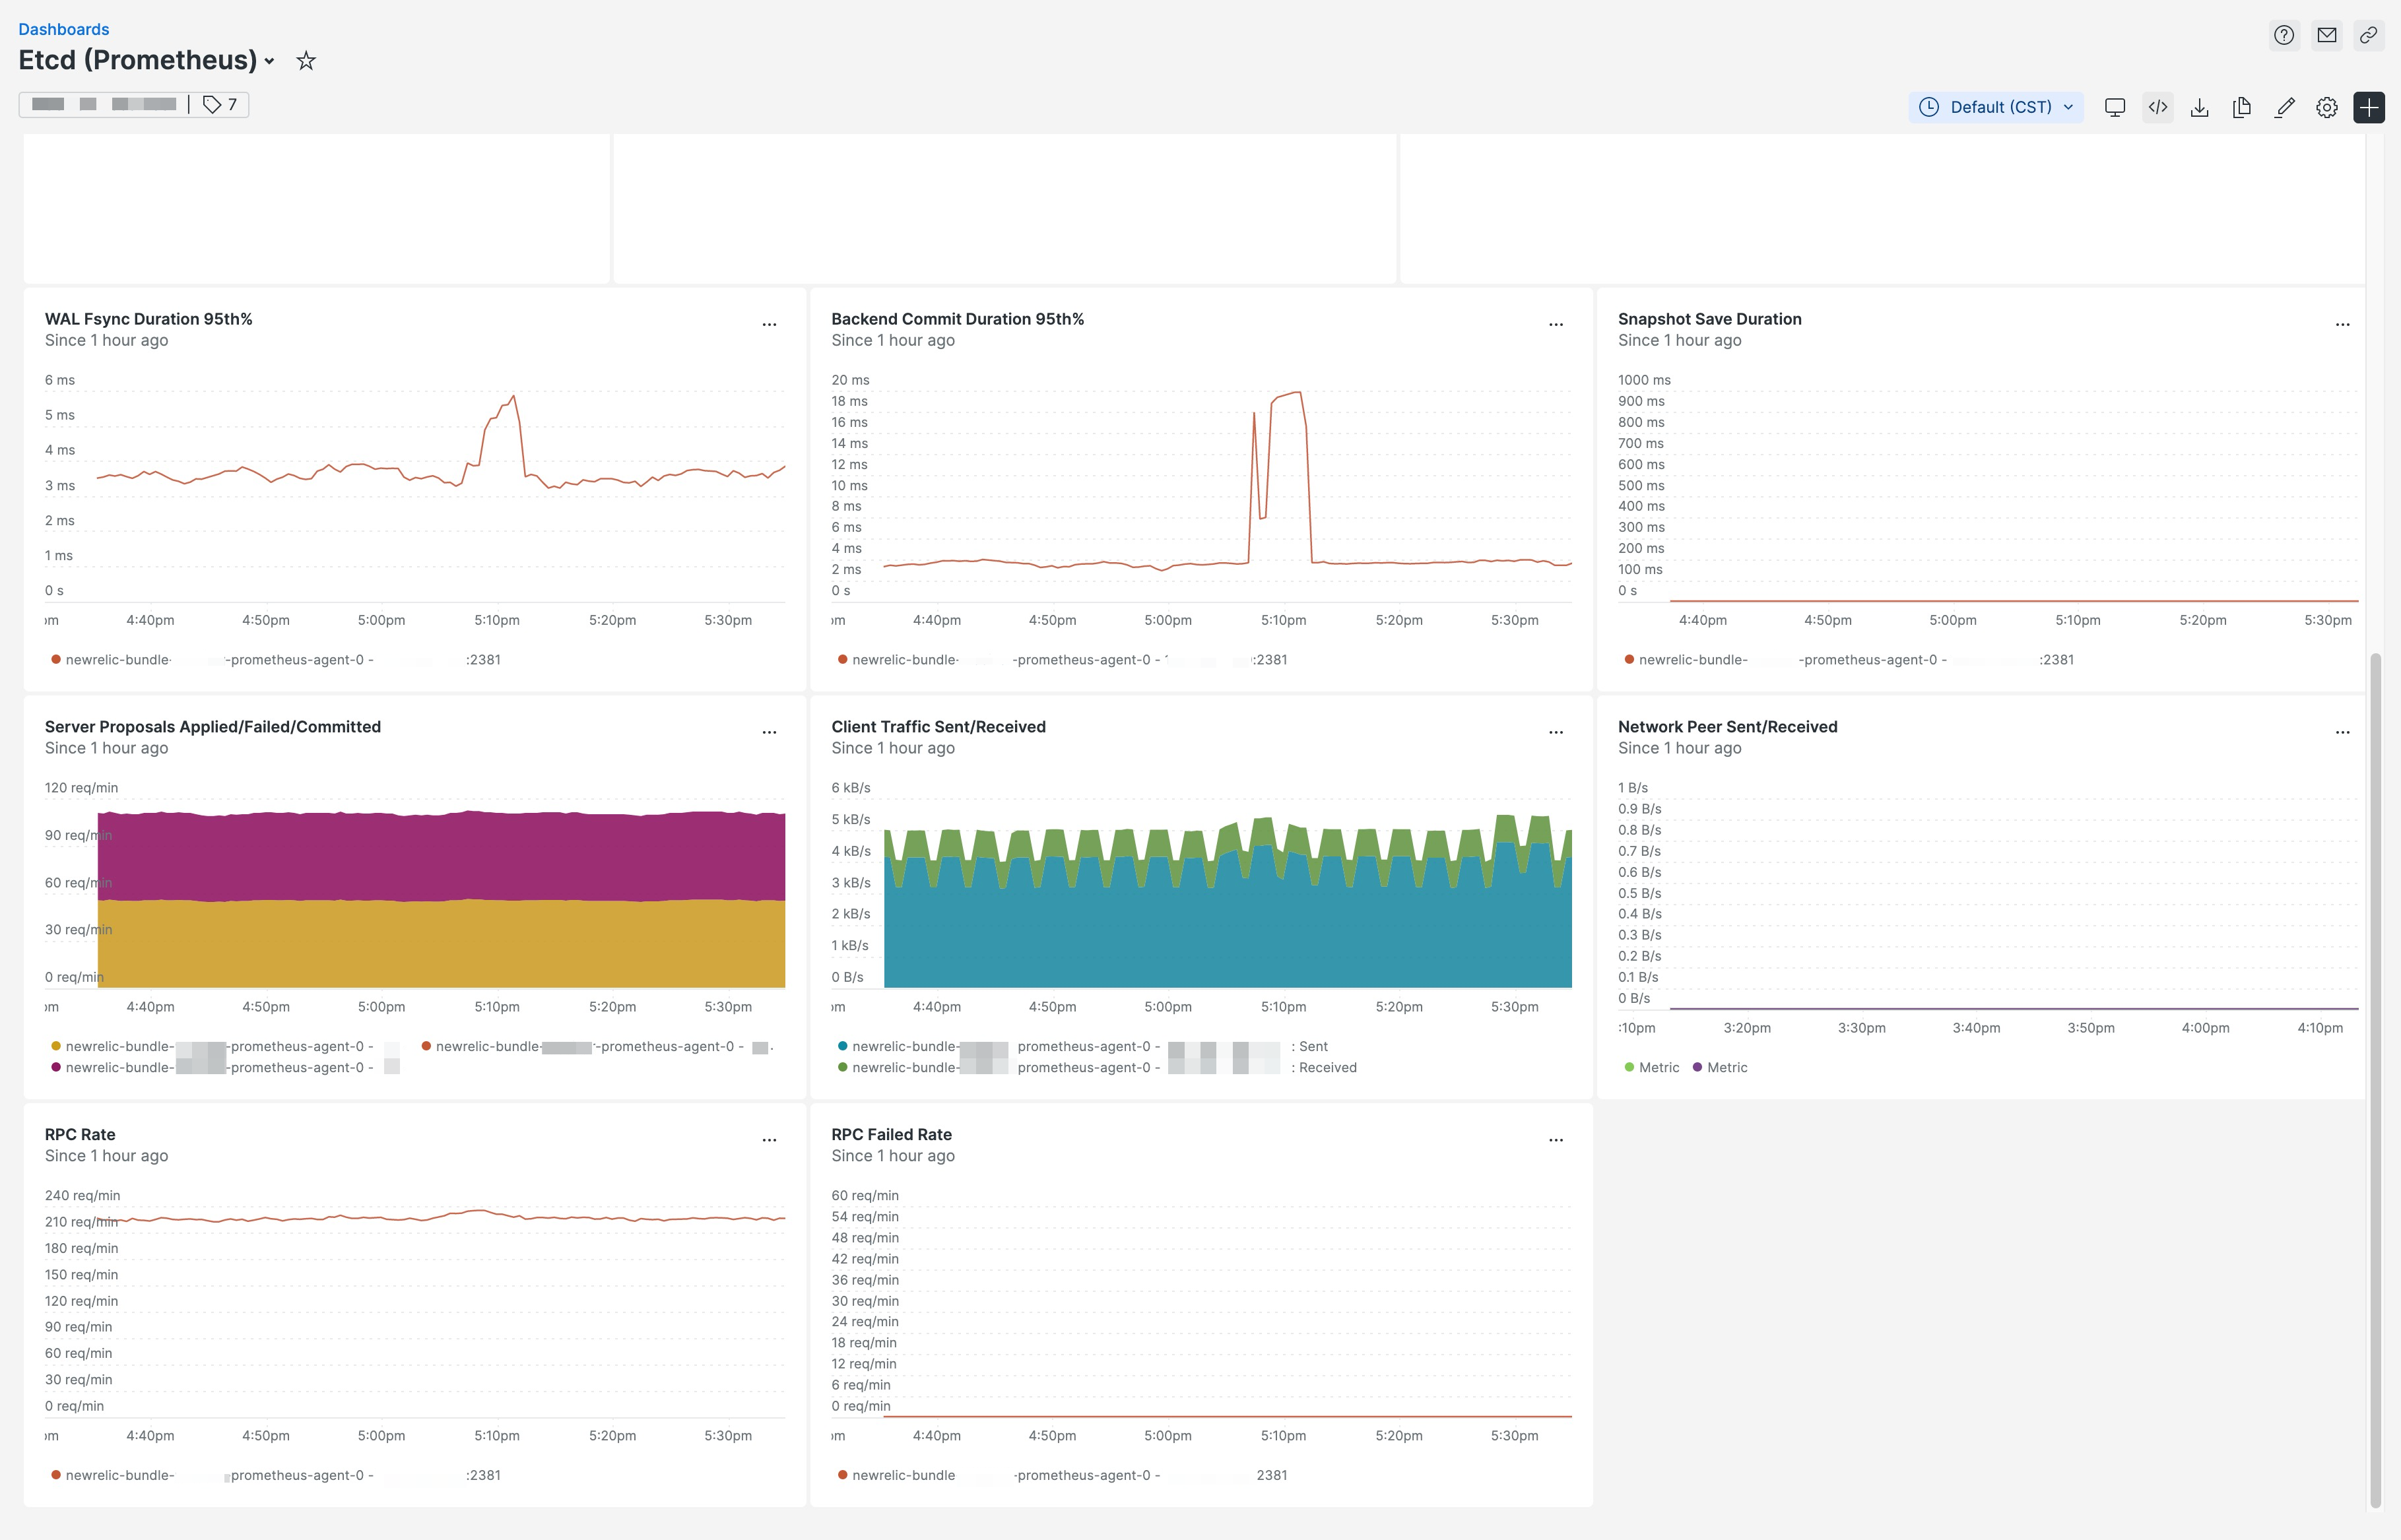 Dashboards
Etcd (Prometheus)
7
Default (CST)
WAL Fsync Duration 95th%
Since 1 hour ago
6 ms
5 ms
4 ms
3 ms
2 ms
1 ms
0 s
om 4:40pm 4:50pm 5:00pm 5:10pm 5:20pm 5:30pm
newrelic-bundle- -prometheus-agent-0 - :2381
Backend Commit Duration 95th%
Since 1 hour ago
20 ms
18 ms
16 ms
14 ms
12 ms
10 ms
8 ms
6 ms
4 ms
2 ms
0 s
om 4:40pm 4:50pm 5:00pm 5:10pm 5:20pm 5:30pm
newrelic-bundle- -prometheus-agent-0 - :2381
Snapshot Save Duration
Since 1 hour ago
1000 ms
900 ms
800 ms
700 ms
600 ms
500 ms
400 ms
300 ms
200 ms
100 ms
0 s
4:40pm 4:50pm 5:00pm 5:10pm 5:20pm 5:30pm
newrelic-bundle- -prometheus-agent-0 - :2381
Server Proposals Applied/Failed/Committed
Since 1 hour ago
120 req/min
90 req/min
60 req/min
30 req/min
0 req/min
om 4:40pm 4:50pm 5:00pm 5:10pm 5:20pm 5:30pm
newrelic-bundle- -prometheus-agent-0 - newrelic-bundle- -prometheus-agent-0 -
newrelic-bundle- -prometheus-agent-0 -
Client Traffic Sent/Received
Since 1 hour ago
6 kB/s
5 kB/s
4 kB/s
3 kB/s
2 kB/s
1 kB/s
0 B/s
om 4:40pm 4:50pm 5:00pm 5:10pm 5:20pm 5:30pm
newrelic-bundle- prometheus-agent-0 - : Sent
newrelic-bundle- prometheus-agent-0 - : Received
Network Peer Sent/Received
Since 1 hour ago
1 B/s
0.9 B/s
0.8 B/s
0.7 B/s
0.6 B/s
0.5 B/s
0.4 B/s
0.3 B/s
0.2 B/s
0.1 B/s
0 B/s
:10pm 3:20pm 3:30pm 3:40pm 3:50pm 4:00pm 4:10pm
Metric Metric
RPC Rate
Since 1 hour ago
240 req/min
210 req/min
180 req/min
150 req/min
120 req/min
90 req/min
60 req/min
30 req/min
0 req/min
om 4:40pm 4:50pm 5:00pm 5:10pm 5:20pm 5:30pm
newrelic-bundle- prometheus-agent-0 - :2381
RPC Failed Rate
Since 1 hour ago
60 req/min
54 req/min
48 req/min
42 req/min
36 req/min
30 req/min
24 req/min
18 req/min
12 req/min
6 req/min
0 req/min
om 4:40pm 4:50pm 5:00pm 5:10pm 5:20pm 5:30pm
newrelic-bundle -prometheus-agent-0 - 2381